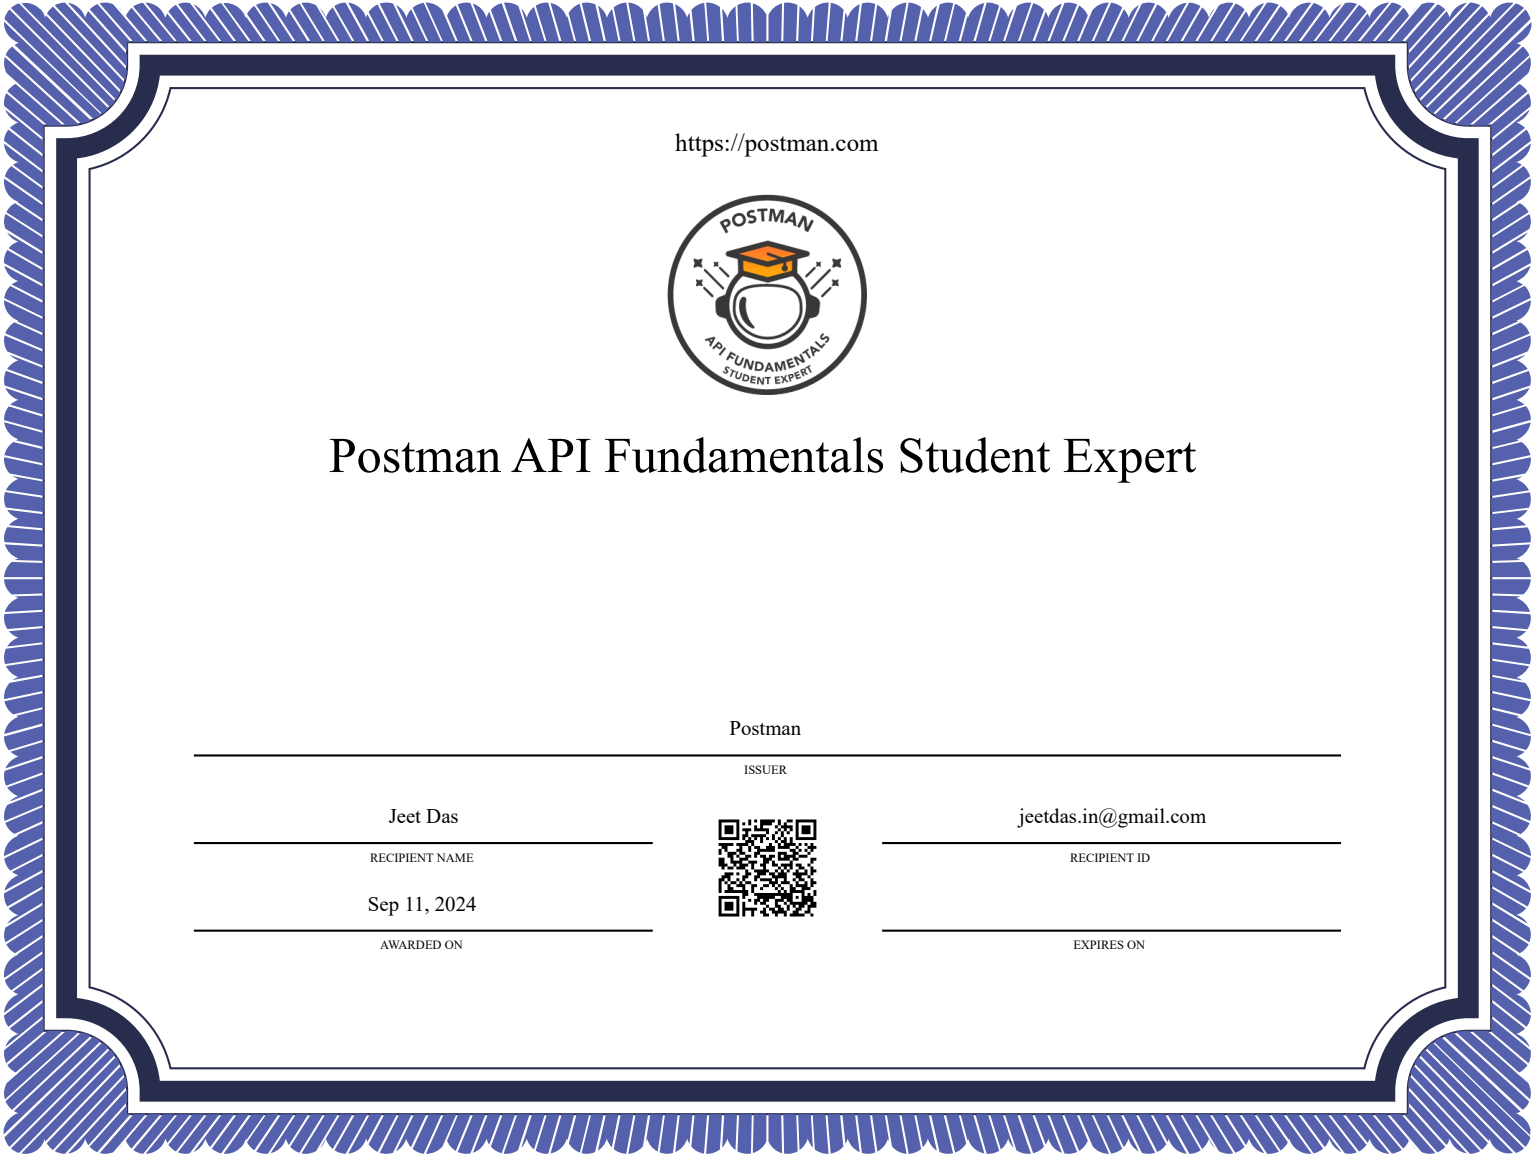 https://postman.com
POSTMAN
API FUNDAMENTALS
STUDENT EXPERT
Postman API Fundamentals Student Expert
Postman
ISSUER
Jeet Das
RECIPIENT NAME
jeetdas.in@gmail.com
RECIPIENT ID
Sep 11, 2024
AWARDED ON
EXPIRES ON